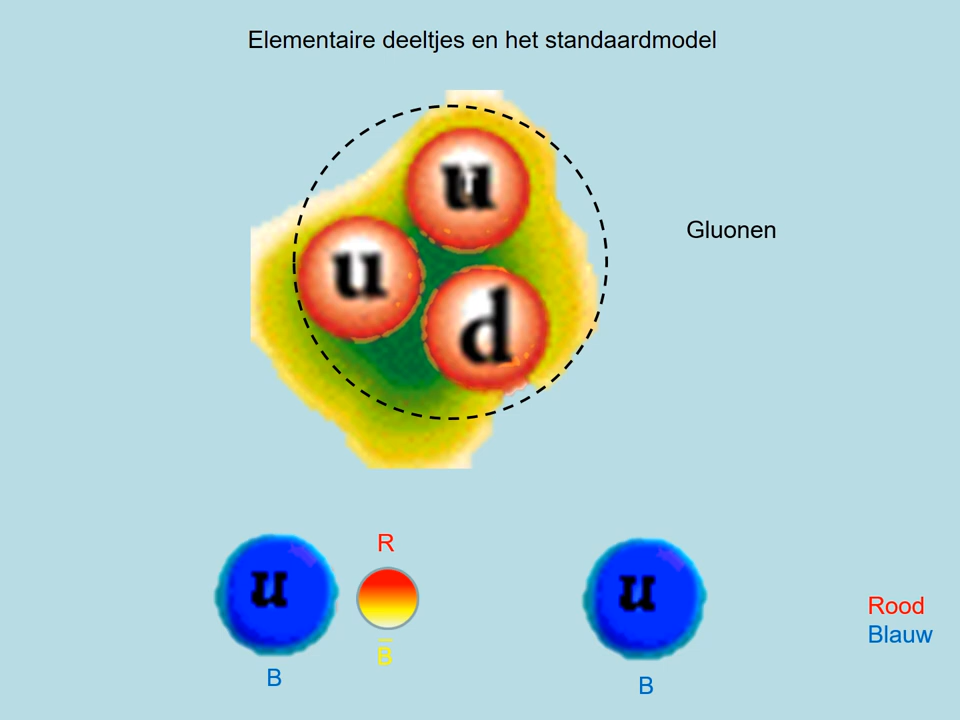 Elementaire deeltjes en het standaardmodel
u
u
d
Gluonen
u
R
B̅
B
u
B
Rood
Blauw